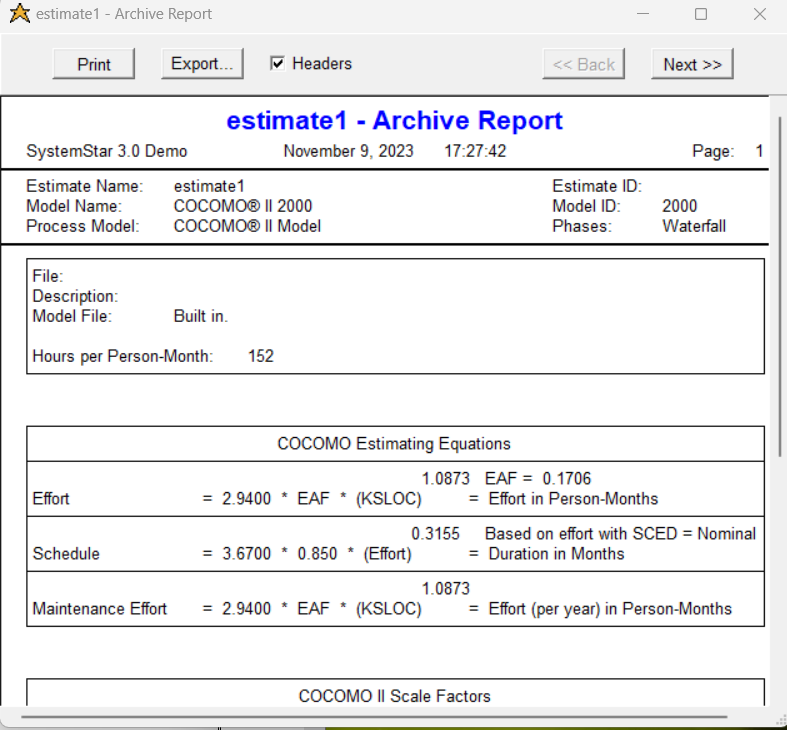 estimate1 - Archive Report
Print Export... Headers << Back Next >>
estimate1 - Archive Report
SystemStar 3.0 Demo November 9, 2023 17:27:42 Page: 1
Estimate Name: estimate1 Estimate ID:
Model Name: COCOMO® II 2000 Model ID: 2000
Process Model: COCOMO® II Model Phases: Waterfall
File:
Description:
Model File: Built in.
Hours per Person-Month: 152
COCOMO Estimating Equations
1.0873 EAF = 0.1706
Effort = 2.9400 * EAF * (KSLOC) = Effort in Person-Months
0.3155 Based on effort with SCED = Nominal
Schedule = 3.6700 * 0.850 * (Effort) = Duration in Months
1.0873
Maintenance Effort = 2.9400 * EAF * (KSLOC) = Effort (per year) in Person-Months
COCOMO II Scale Factors